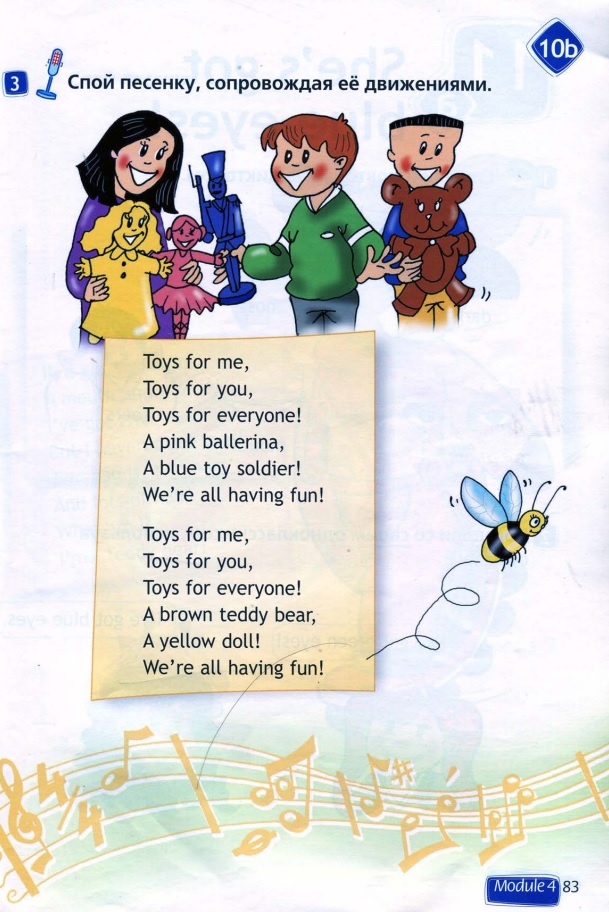 10b
3 Спой песенку, сопровождая её движениями.
Toys for me,
Toys for you,
Toys for everyone!
A pink ballerina,
A blue toy soldier!
We're all having fun!
Toys for me,
Toys for you,
Toys for everyone!
A brown teddy bear,
A yellow doll!
We're all having fun!
Module 4 83